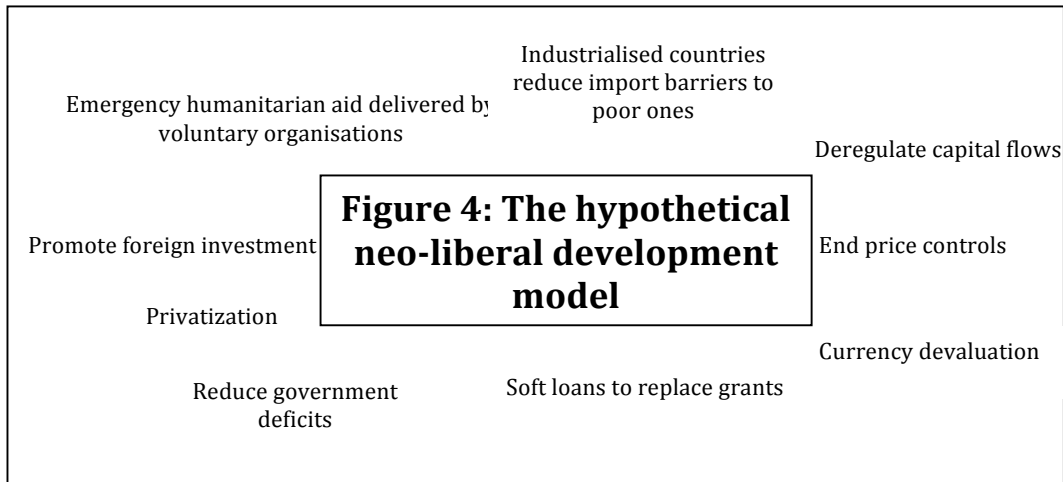 Industrialised countries
reduce import barriers to
poor ones
Emergency humanitarian aid delivered by
voluntary organisations
Deregulate capital flows
Figure 4: The hypothetical
neo-liberal development
model
Promote foreign investment
End price controls
Privatization
Currency devaluation
Reduce government
deficits
Soft loans to replace grants